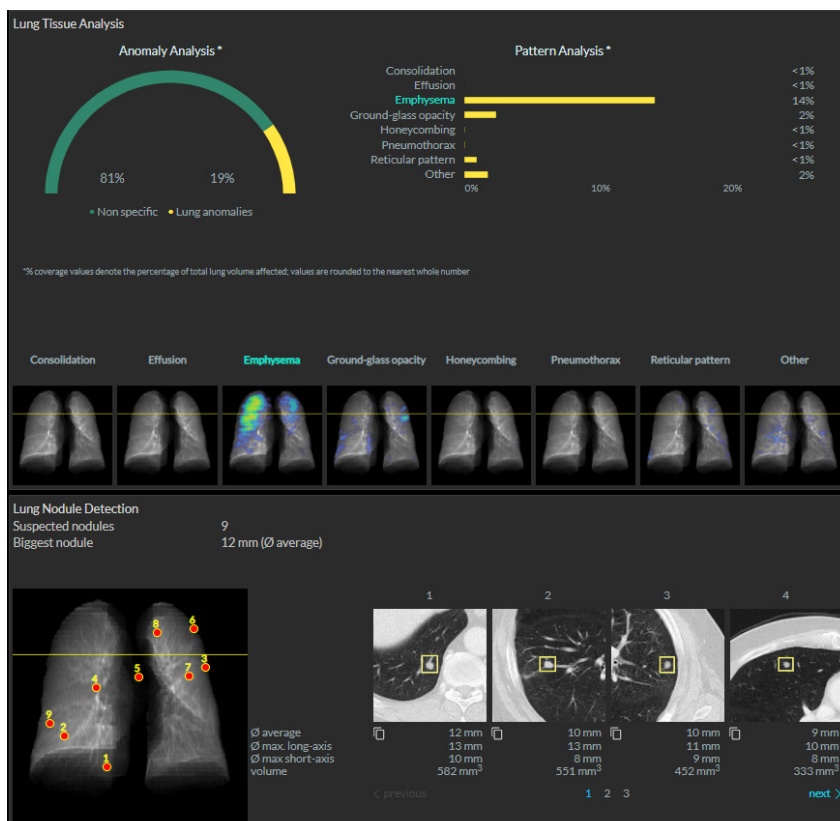 Lung Tissue Analysis
Anomaly Analysis *
81% 19%
• Non specific • Lung anomalies
Pattern Analysis *
Consolidation <1%
Effusion <1%
Emphysema 14%
Ground-glass opacity 2%
Honeycombing <1%
Pneumothorax <1%
Reticular pattern <1%
Other 2%
0% 10% 20%
*% coverage values denote the percentage of total lung volume affected; values are rounded to the nearest whole number
Consolidation Effusion Emphysema Ground-glass opacity Honeycombing Pneumothorax Reticular pattern Other
Lung Nodule Detection
Suspected nodules 9
Biggest nodule 12 mm (Ø average)
8 6
3
5 7
4
9
2
1
1 2 3 4
Ø average 12 mm 10 mm 10 mm 9 mm
Ø max. long-axis 13 mm 13 mm 11 mm 10 mm
Ø max short-axis 10 mm 8 mm 9 mm 8 mm
volume 582 mm³ 551 mm³ 452 mm³ 333 mm³
< previous 1 2 3 next >